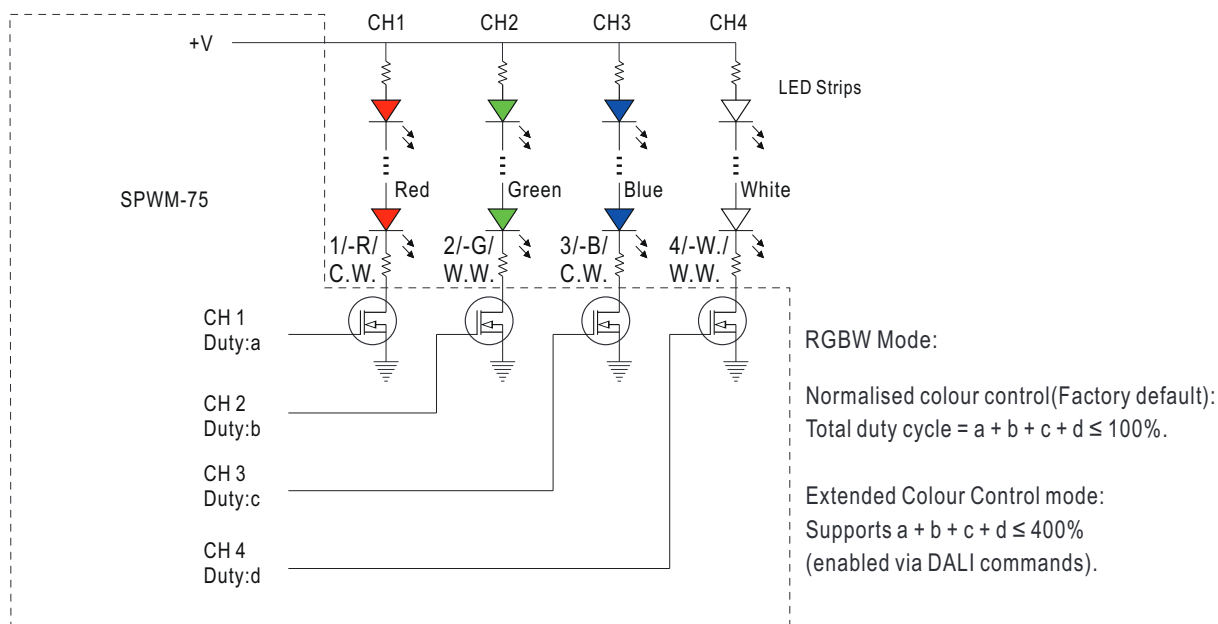 CH1 CH2 CH3 CH4
+V
LED Strips
SPWM-75
Red Green Blue White
1/-R/ 2/-G/ 3/-B/ 4/-W./
C.W. W.W. C.W. W.W.
CH 1
Duty:a
CH 2
Duty:b
CH 3
Duty:c
CH 4
Duty:d
RGBW Mode:
Normalised colour control(Factory default):
Total duty cycle = a + b + c + d ≤ 100%.
Extended Colour Control mode:
Supports a + b + c + d ≤ 400%
(enabled via DALI commands).